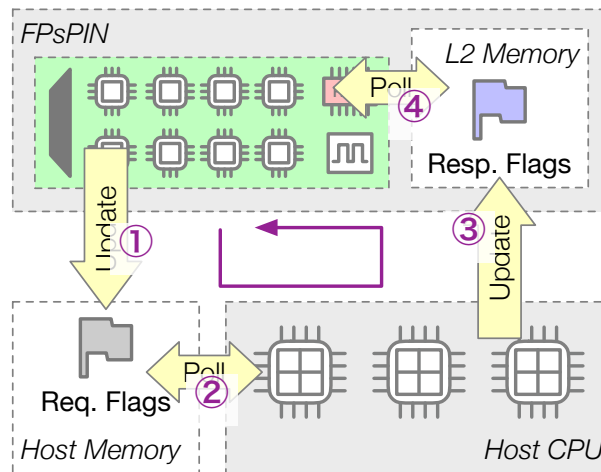 FPsPIN
L2 Memory
Poll
④
Resp. Flags
Update
①
③
Update
Poll
②
Req. Flags
Host Memory
Host CPU